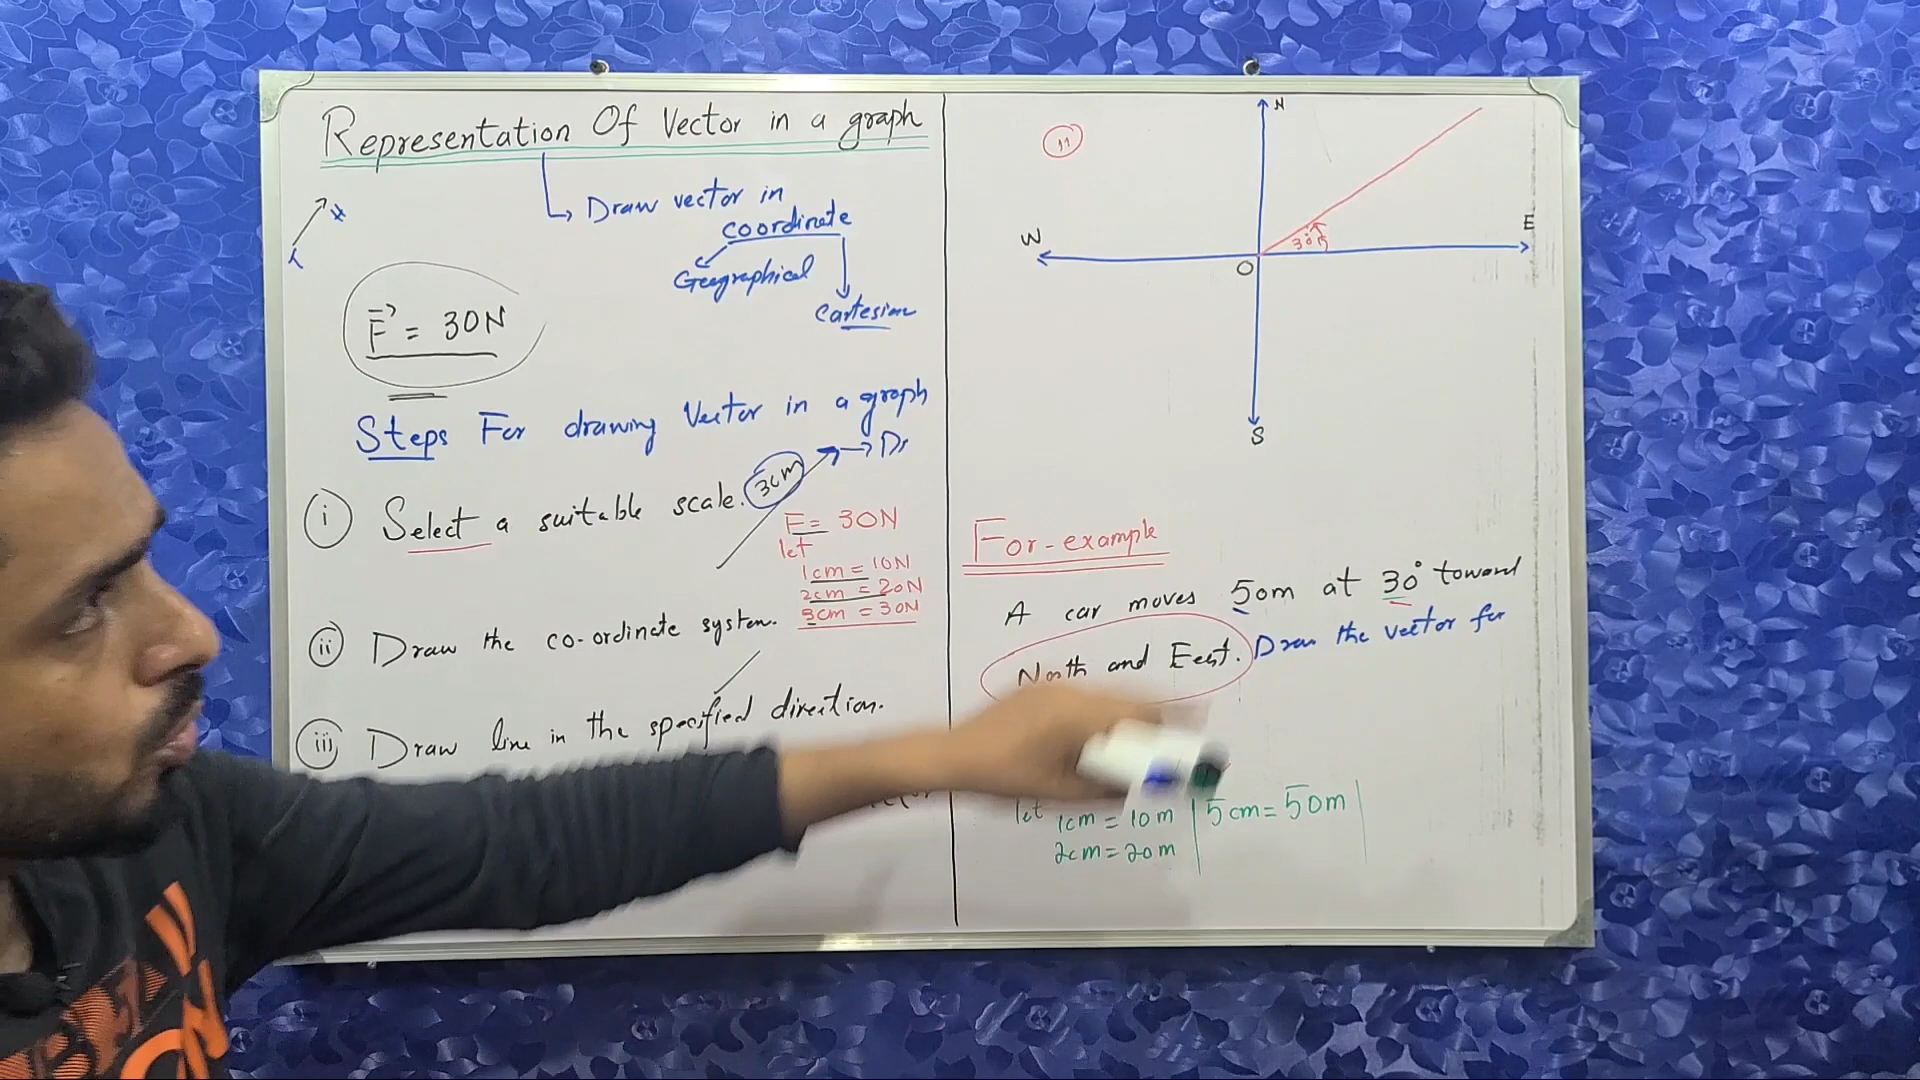 Representation Of Vector in a graph
Draw vector in
coordinate
Geographical
Cartesian
F = 30N
Steps For drawing Vector in a graph
i Select a suitable scale. 3cm
F = 30N
let
1cm = 10N
2cm = 20N
3cm = 30N
ii Draw the co-ordinate system.
iii Draw line in the specified direction.
N
W
E
O
S
30°
For-example
A car moves 50m at 30° toward
North and East. Draw the vector for
let 1cm = 10m
2cm = 20m
5cm = 50m